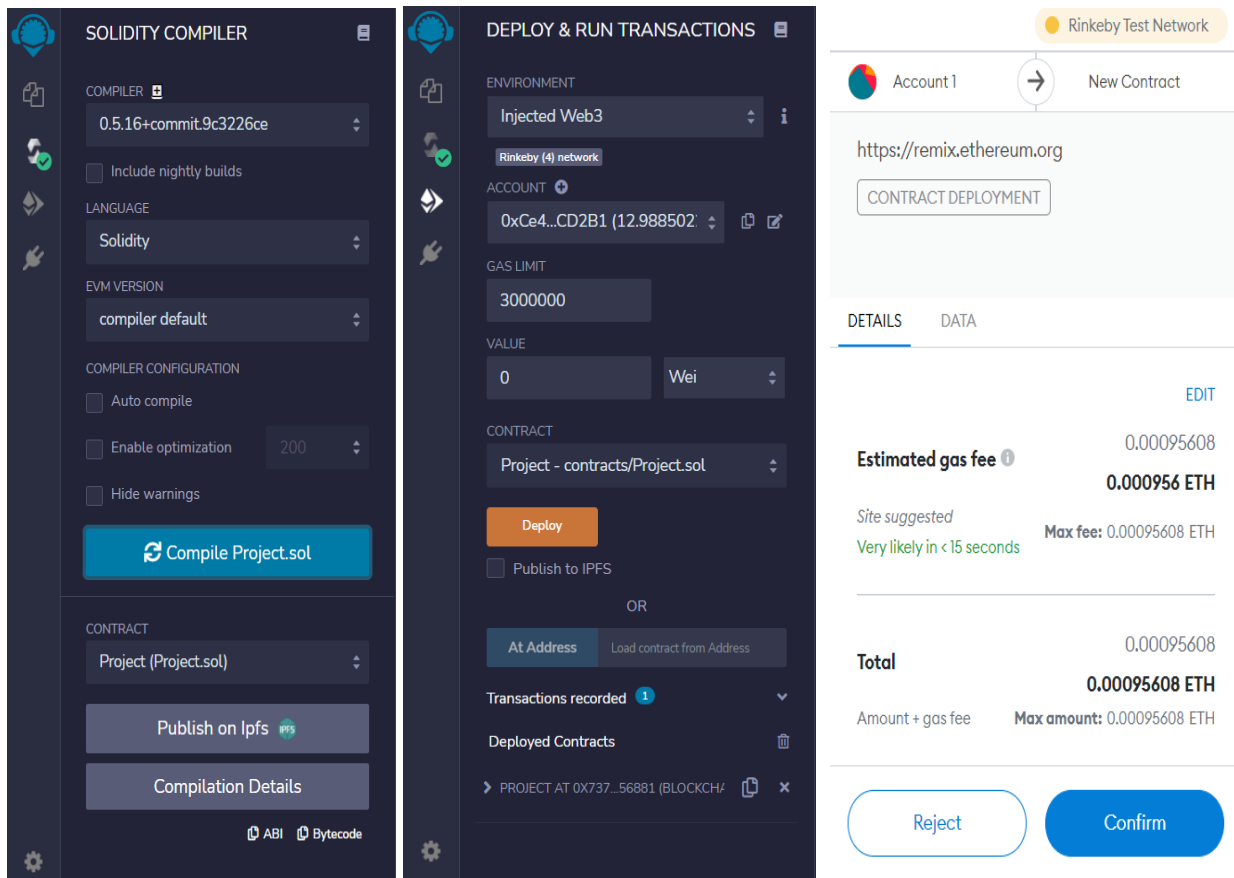 SOLIDITY COMPILER
COMPILER
0.5.16+commit.9c3226ce
Include nightly builds
LANGUAGE
Solidity
EVM VERSION
compiler default
COMPILER CONFIGURATION
Auto compile
Enable optimization 200
Hide warnings
Compile Project.sol
CONTRACT
Project (Project.sol)
Publish on Ipfs IPFS
Compilation Details
ABI Bytecode
DEPLOY & RUN TRANSACTIONS
ENVIRONMENT
Injected Web3
Rinkeby (4) network
ACCOUNT
0xCe4...CD2B1 (12.988502
GAS LIMIT
3000000
VALUE
0 Wei
CONTRACT
Project - contracts/Project.sol
Deploy
Publish to IPFS
OR
At Address Load contract from Address
Transactions recorded 1
Deployed Contracts
PROJECT AT 0X737...56881 (BLOCKCH
Rinkeby Test Network
Account 1 New Contract
https://remix.ethereum.org
CONTRACT DEPLOYMENT
DETAILS DATA
EDIT
0.00095608
Estimated gas fee
0.000956 ETH
Site suggested
Very likely in < 15 seconds
Max fee: 0.00095608 ETH
0.00095608
Total
0.00095608 ETH
Amount + gas fee Max amount: 0.00095608 ETH
Reject Confirm